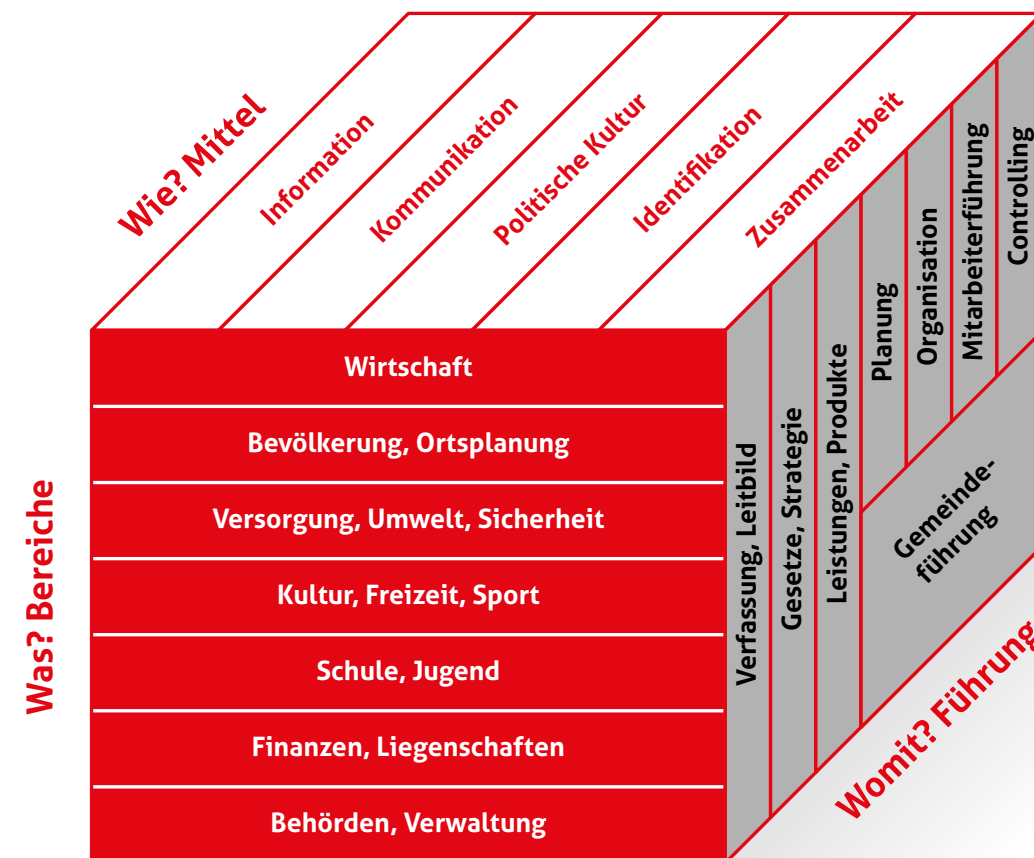 Wie? Mittel
Information
Kommunikation
Politische Kultur
Identifikation
Zusammenarbeit
Was? Bereiche
Wirtschaft
Bevölkerung, Ortsplanung
Versorgung, Umwelt, Sicherheit
Kultur, Freizeit, Sport
Schule, Jugend
Finanzen, Liegenschaften
Behörden, Verwaltung
Verfassung, Leitbild
Gesetze, Strategie
Leistungen, Produkte
Planung
Organisation
Mitarbeiterführung
Controlling
Gemeinde-
führung
Womit? Führung